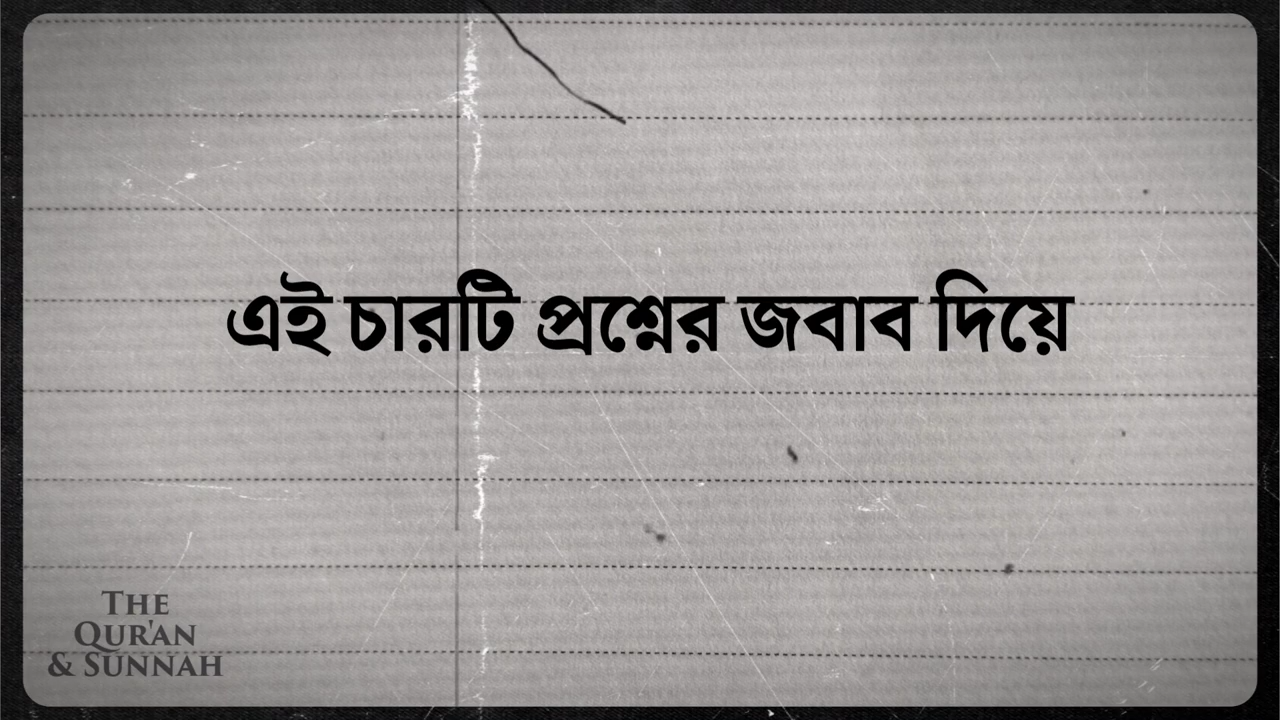 এই চারটি প্রশ্নের জবাব দিয়ে
THE
QUR'AN
& SUNNAH